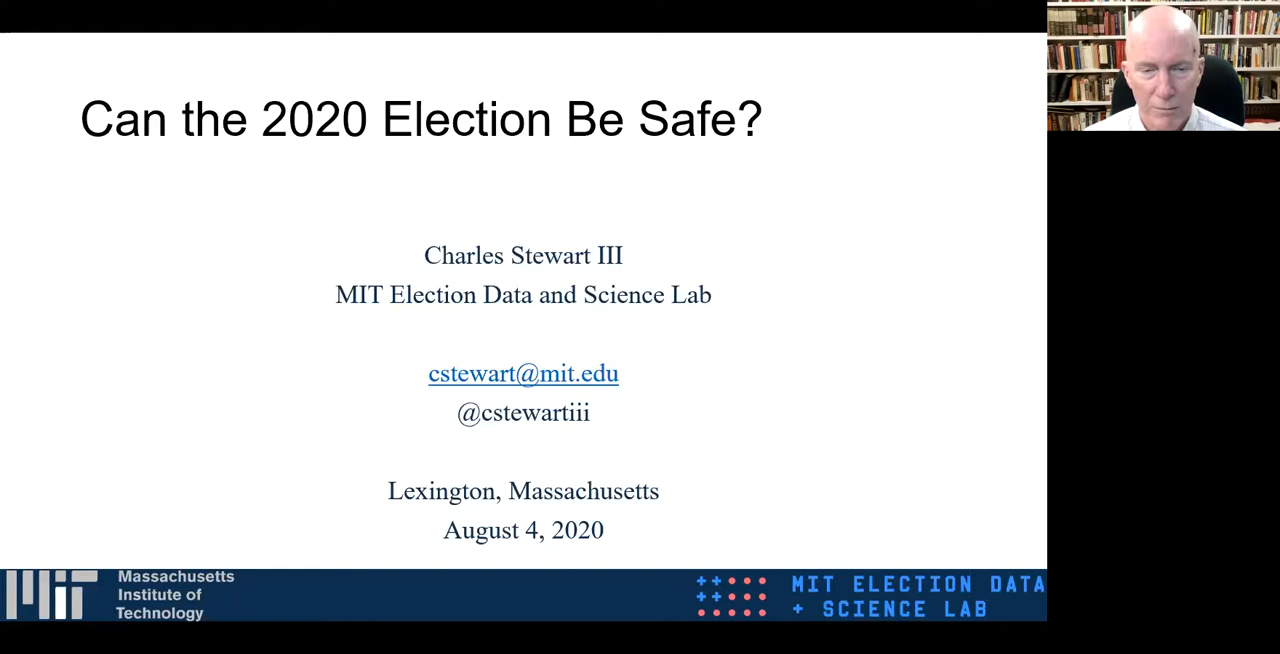 Can the 2020 Election Be Safe?
Charles Stewart III
MIT Election Data and Science Lab
cstewart@mit.edu
@cstewartiii
Lexington, Massachusetts
August 4, 2020
MIT
Massachusetts
Institute of
Technology
MIT ELECTION DATA
+ SCIENCE LAB